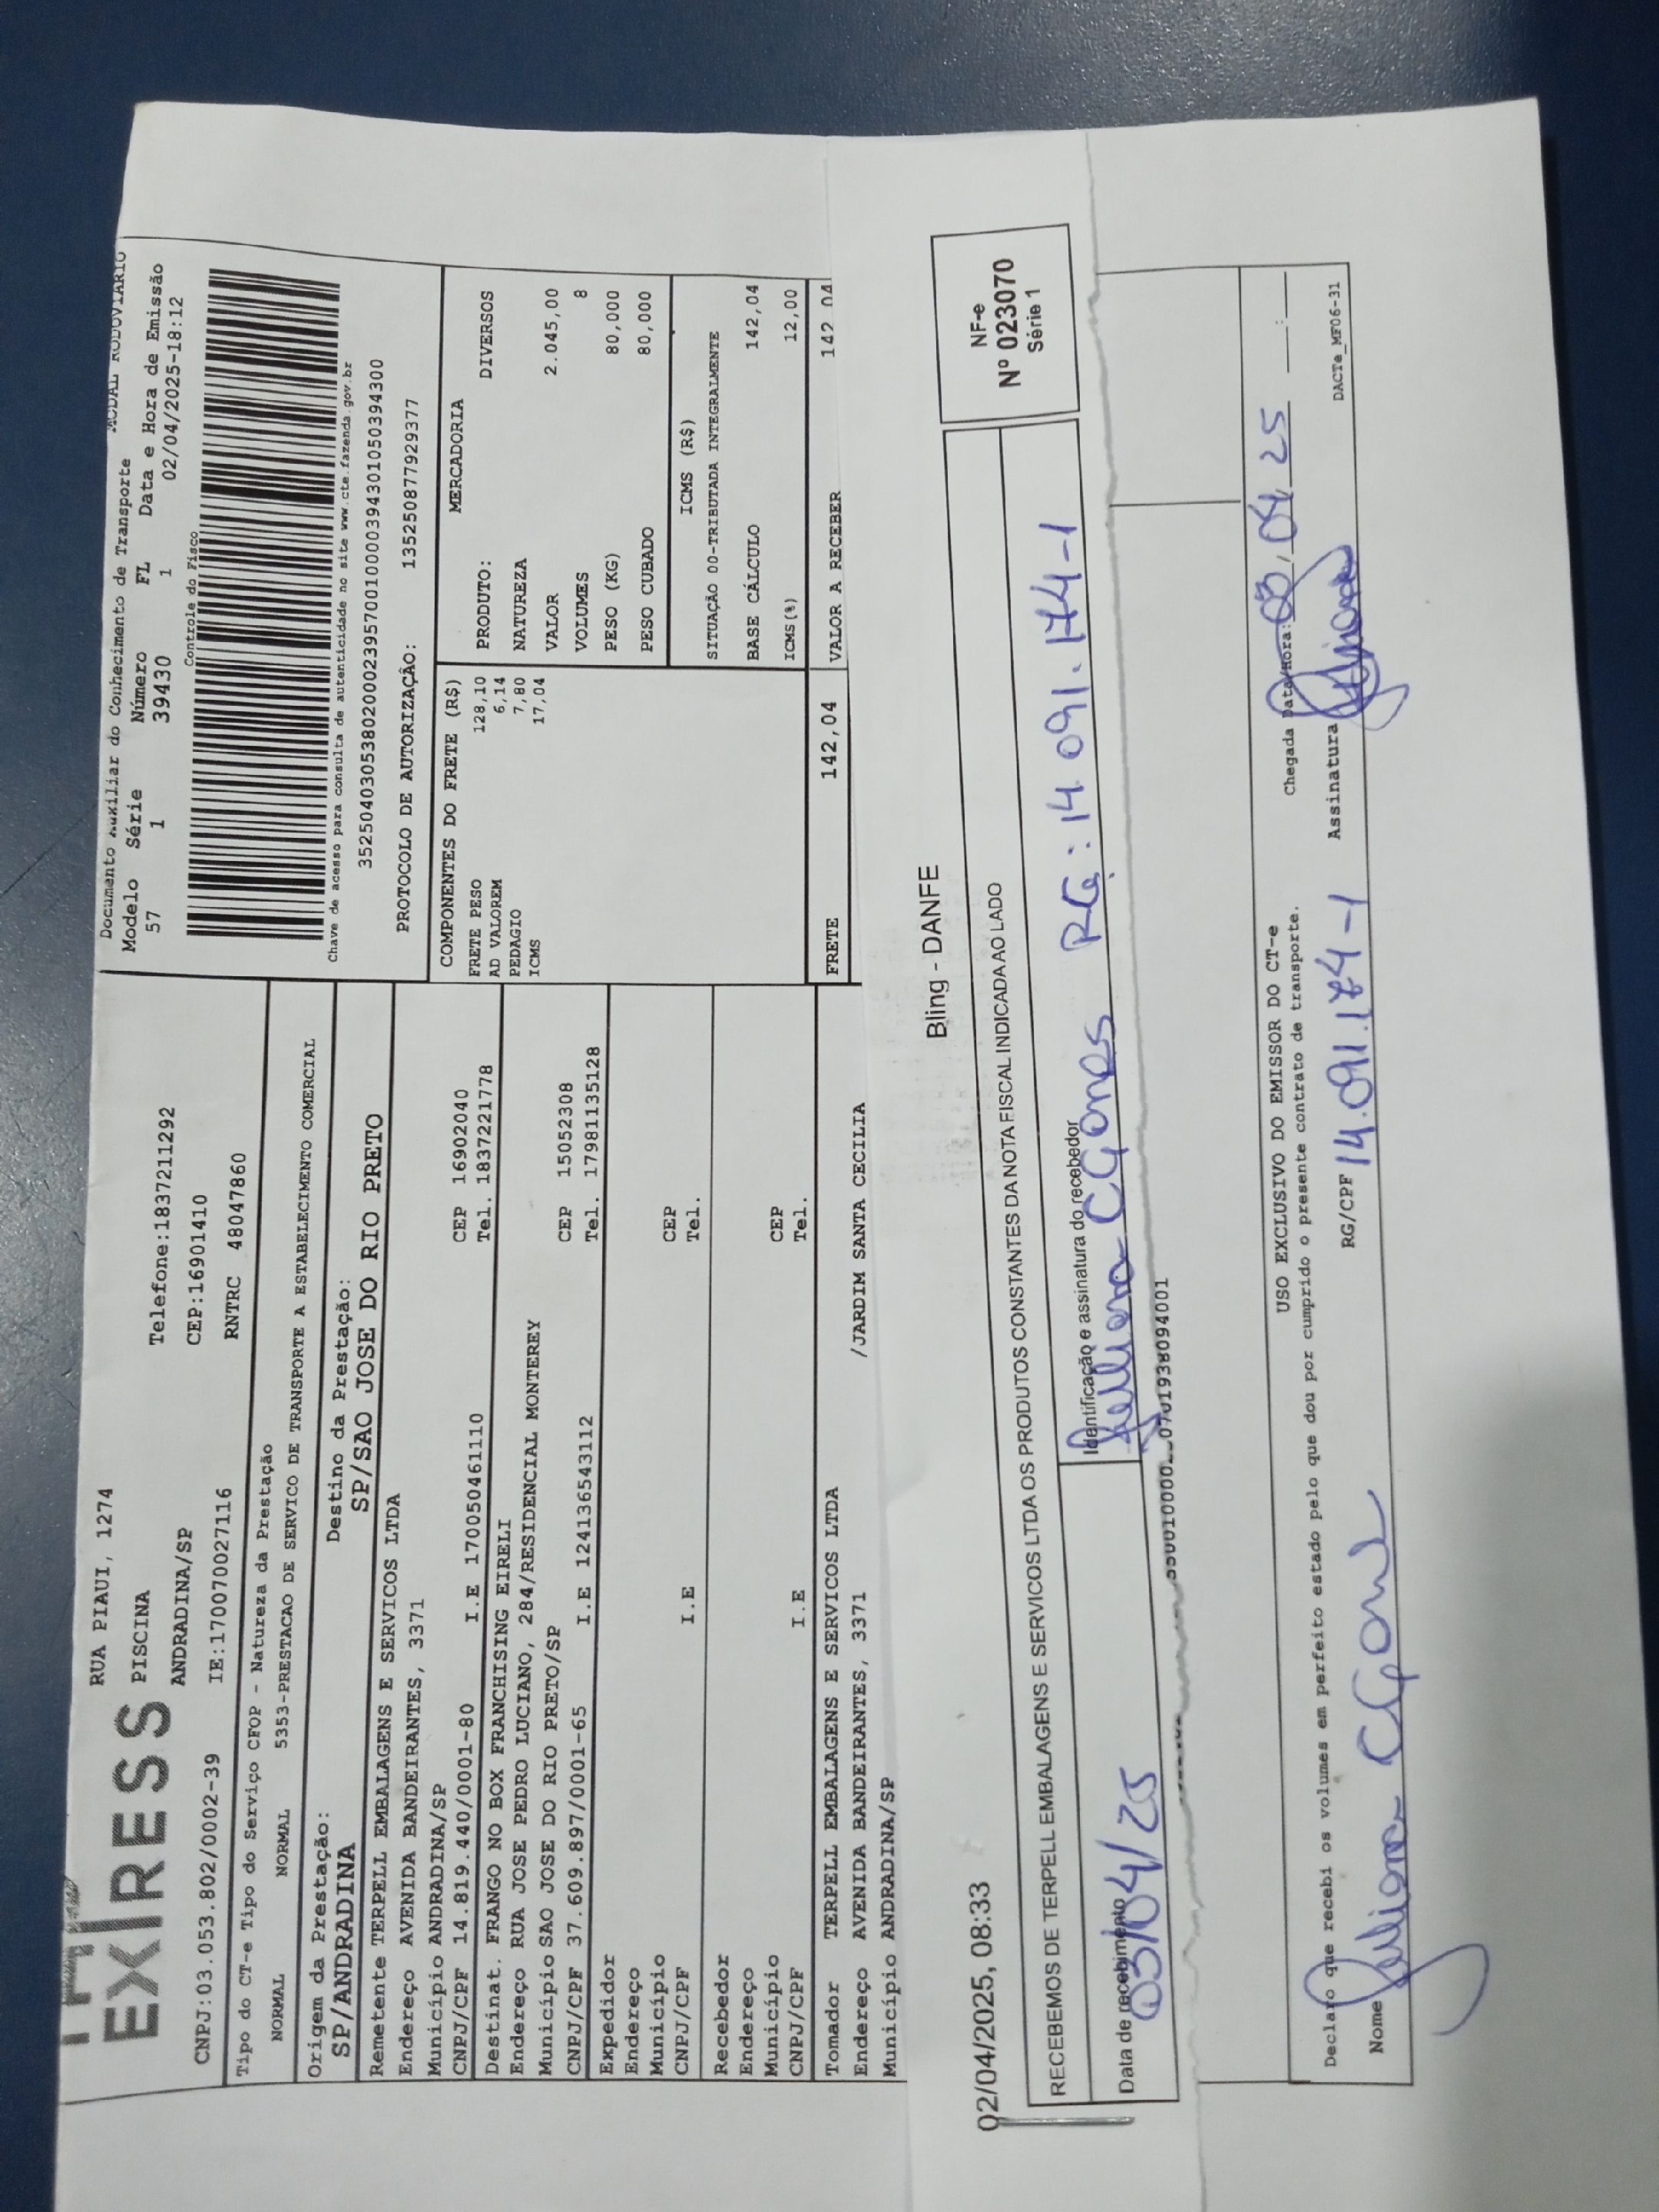 EXPRESS
RUA PIAUI, 1274
PISCINA
Telefone:1837211292
ANDRADINA/SP
CEP:16901410
CNPJ:03.053.802/0002-39
IE:170070027116
RNTRC 48047860
Tipo do CT-e Tipo do Serviço CFOP - Natureza da Prestação
NORMAL NORMAL 5353-PRESTACAO DE SERVICO DE TRANSPORTE A ESTABELECIMENTO COMERCIAL
Origem da Prestação: Destino da Prestação:
SP/ANDRADINA SP/SAO JOSE DO RIO PRETO
Remetente TERPELL EMBALAGENS E SERVICOS LTDA
Endereço AVENIDA BANDEIRANTES, 3371
Município ANDRADINA/SP CEP 16902040
CNPJ/CPF 14.819.440/0001-80 I.E 170050461110 Tel. 1837221778
Destinat. FRANGO NO BOX FRANCHISING EIRELI
Endereço RUA JOSE PEDRO LUCIANO, 284/RESIDENCIAL MONTEREY
Município SAO JOSE DO RIO PRETO/SP CEP 15052308
CNPJ/CPF 37.609.897/0001-65 I.E 124136543112 Tel. 17981135128
Expedidor
Endereço
Município CEP
CNPJ/CPF I.E Tel.
Recebedor
Endereço
Município CEP
CNPJ/CPF I.E Tel.
Tomador TERPELL EMBALAGENS E SERVICOS LTDA
Endereço AVENIDA BANDEIRANTES, 3371 /JARDIM SANTA CECILIA
Município ANDRADINA/SP
Documento Auxiliar do Conhecimento de Transporte MODAL RODOVIARIO
Modelo Série Número FL Data e Hora de Emissão
57 1 39430 1 02/04/2025-18:12
Controle do Fisco
Chave de acesso para consulta de autenticidade no site www.cte.fazenda.gov.br
35250403053802000239570010000394301050394300
PROTOCOLO DE AUTORIZAÇÃO: 135250877929377
COMPONENTES DO FRETE (R$)
FRETE PESO 128,10
AD VALOREM 6,14
PEDAGIO 7,80
ICMS 17,04
FRETE 142,04
MERCADORIA
PRODUTO: DIVERSOS
NATUREZA
VALOR 2.045,00
VOLUMES 8
PESO (KG) 80,000
PESO CUBADO 80,000
ICMS (R$)
SITUAÇÃO 00-TRIBUTADA INTEGRALMENTE
BASE CÁLCULO 142,04
ICMS(%) 12,00
VALOR A RECEBER 142,04
02/04/2025, 08:33 Bling - DANFE
RECEBEMOS DE TERPELL EMBALAGENS E SERVICOS LTDA OS PRODUTOS CONSTANTES DA NOTA FISCAL INDICADA AO LADO
Data de recebimento
03/04/25
Identificação e assinatura do recebedor
Juliana C Gomes RG: 14.091.174-1
NF-e
Nº 023070
Série 1
USO EXCLUSIVO DO EMISSOR DO CT-e
Declaro que recebi os volumes em perfeito estado pelo que dou por cumprido o presente contrato de transporte.
Chegada Data/Hora: 03/04/25
Nome Juliana C Gomes RG/CPF 14.091.174-1 Assinatura
DACTe_MF06-31